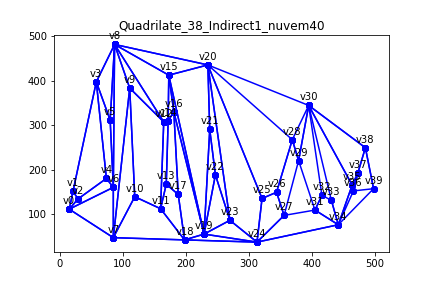 Quadrilate_38_Indirect1_nuvem40
500
400
300
200
100
0
100
200
300
400
500
v8
v20
v15
v3
v9
v16
v30
v5
v21
v28
v38
v29
v22
v37
v4
v6
v1
v2
v13
v17
v10
v11
v25
v26
v33
v39
v27
v31
v34
v23
v7
v18
v19
v24